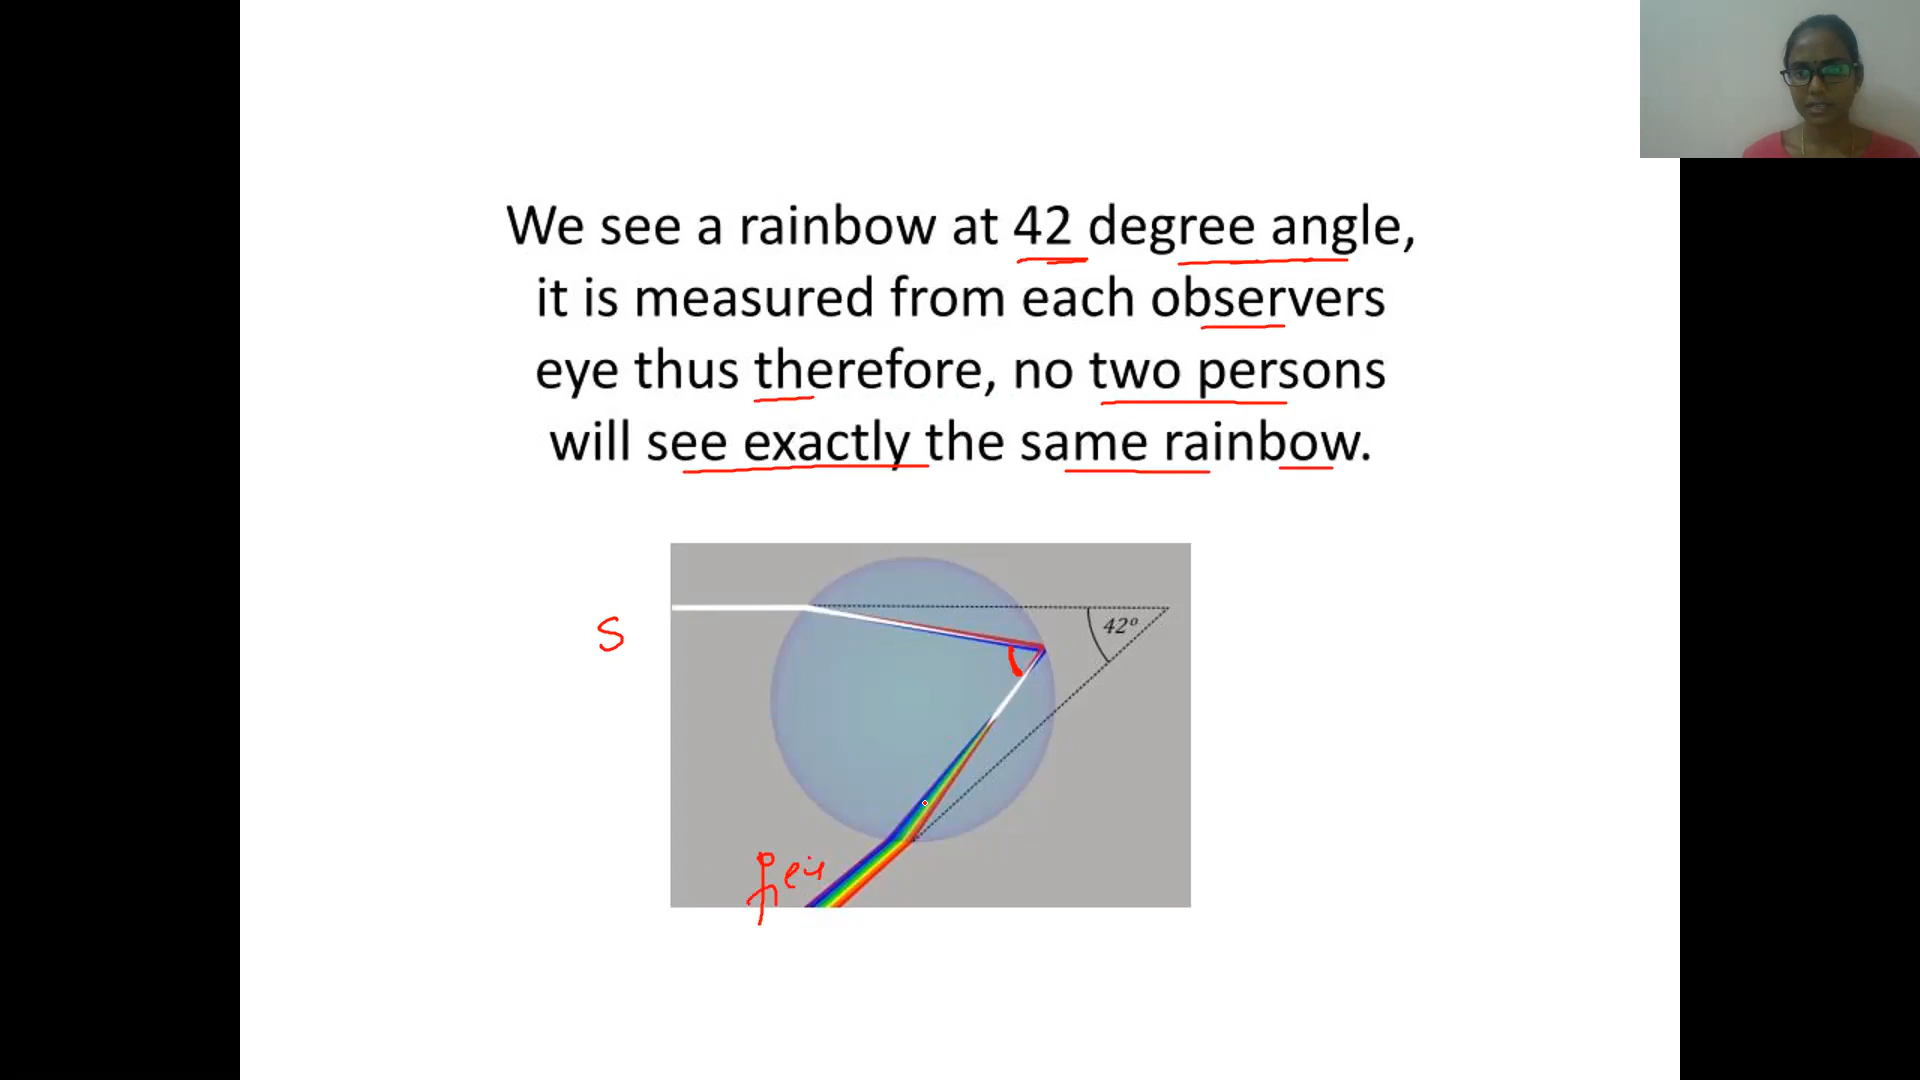 We see a rainbow at 42 degree angle,
it is measured from each observers
eye thus therefore, no two persons
will see exactly the same rainbow.
42º
S